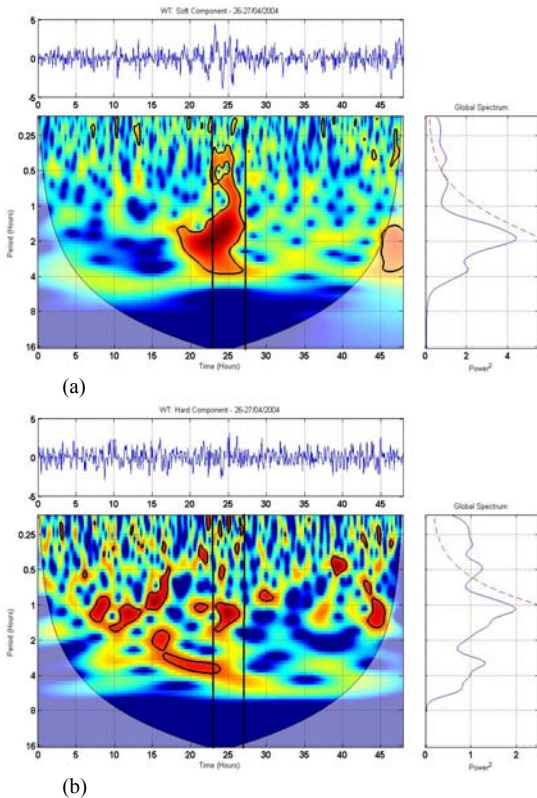 WT: Soft Component - 26-27/04/2004
5
0
-5
0 5 10 15 20 25 30 35 40 45
Global Spectrum
Period (Hours)
0.25
0.5
1
2
4
8
16
0 5 10 15 20 25 30 35 40 45
Time (Hours)
0 2 4
Power²
(a)
WT: Hard Component - 26-27/04/2004
5
0
-5
0 5 10 15 20 25 30 35 40 45
Global Spectrum
Period (Hours)
0.25
0.5
1
2
4
8
16
0 5 10 15 20 25 30 35 40 45
Time (Hours)
0 1 2
Power²
(b)